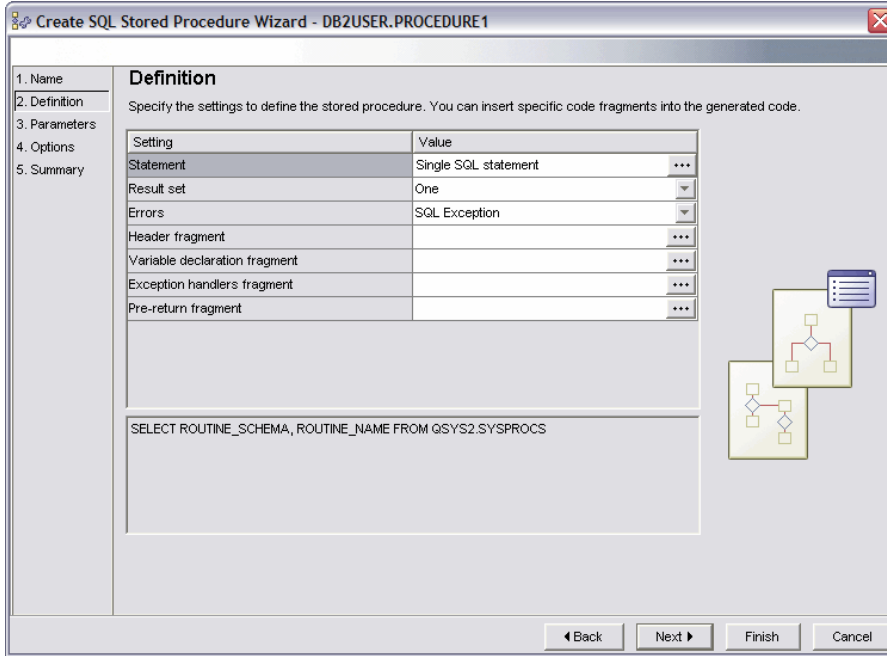 Create SQL Stored Procedure Wizard - DB2USER.PROCEDURE1
1. Name
2. Definition
3. Parameters
4. Options
5. Summary
Definition
Specify the settings to define the stored procedure. You can insert specific code fragments into the generated code.
Setting Value
Statement Single SQL statement ...
Result set One
Errors SQL Exception
Header fragment ...
Variable declaration fragment ...
Exception handlers fragment ...
Pre-return fragment ...
SELECT ROUTINE_SCHEMA, ROUTINE_NAME FROM QSYS2.SYSPROCS
Back Next Finish Cancel